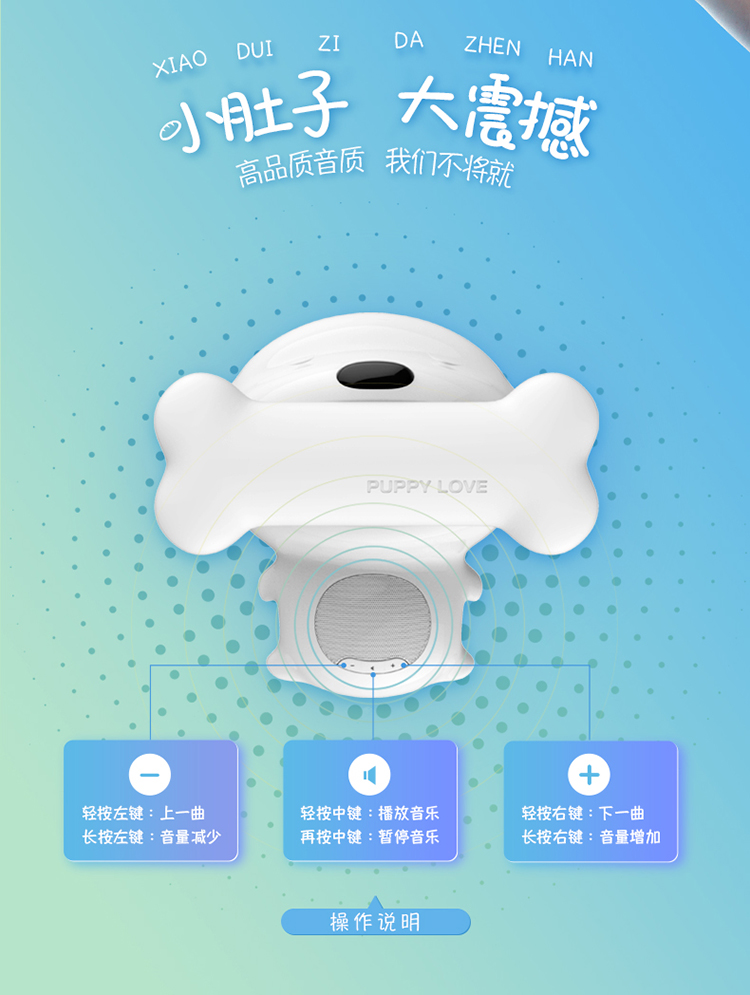 XIAO DUI ZI DA ZHEN HAN
小肚子 大震撼
高品质音质 我们不将就
PUPPY LOVE
轻按左键：上一曲
长按左键：音量减少
轻按中键：播放音乐
再按中键：暂停音乐
轻按右键：下一曲
长按右键：音量增加
操作说明